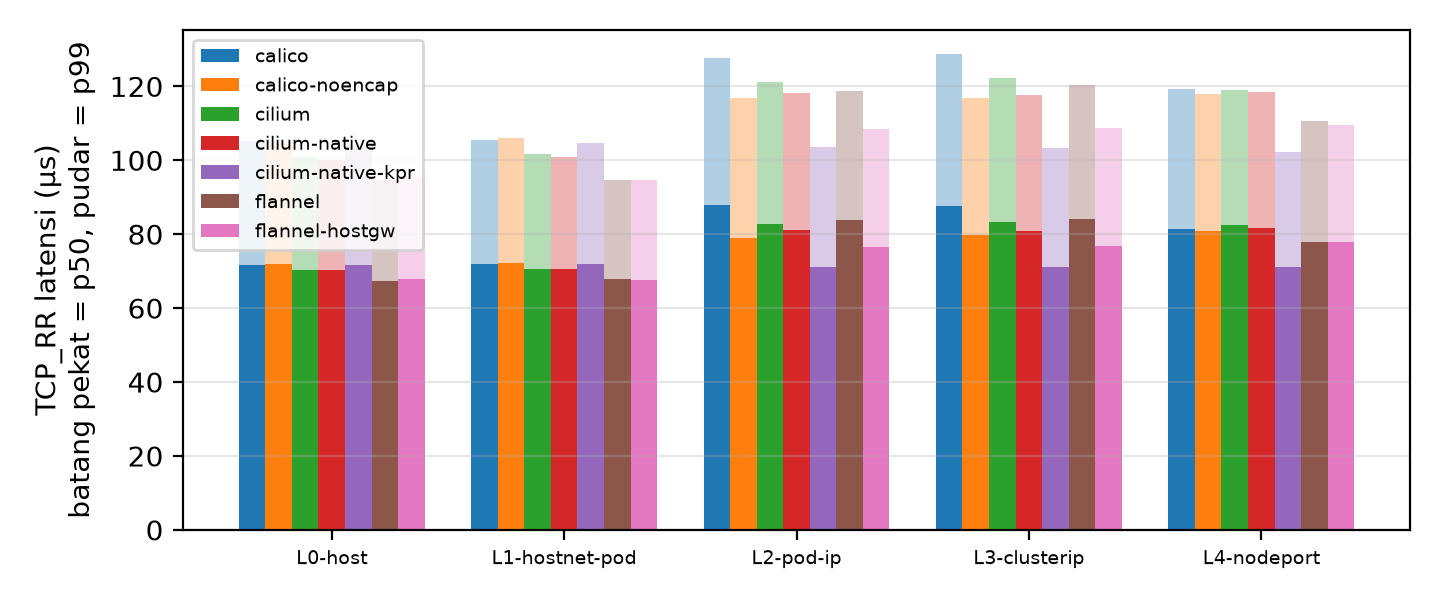 TCP_RR latensi (µs)
batang pekat = p50, pudar = p99
120
100
80
60
40
20
0
calico
calico-noencap
cilium
cilium-native
cilium-native-kpr
flannel
flannel-hostgw
L0-host
L1-hostnet-pod
L2-pod-ip
L3-clusterip
L4-nodeport